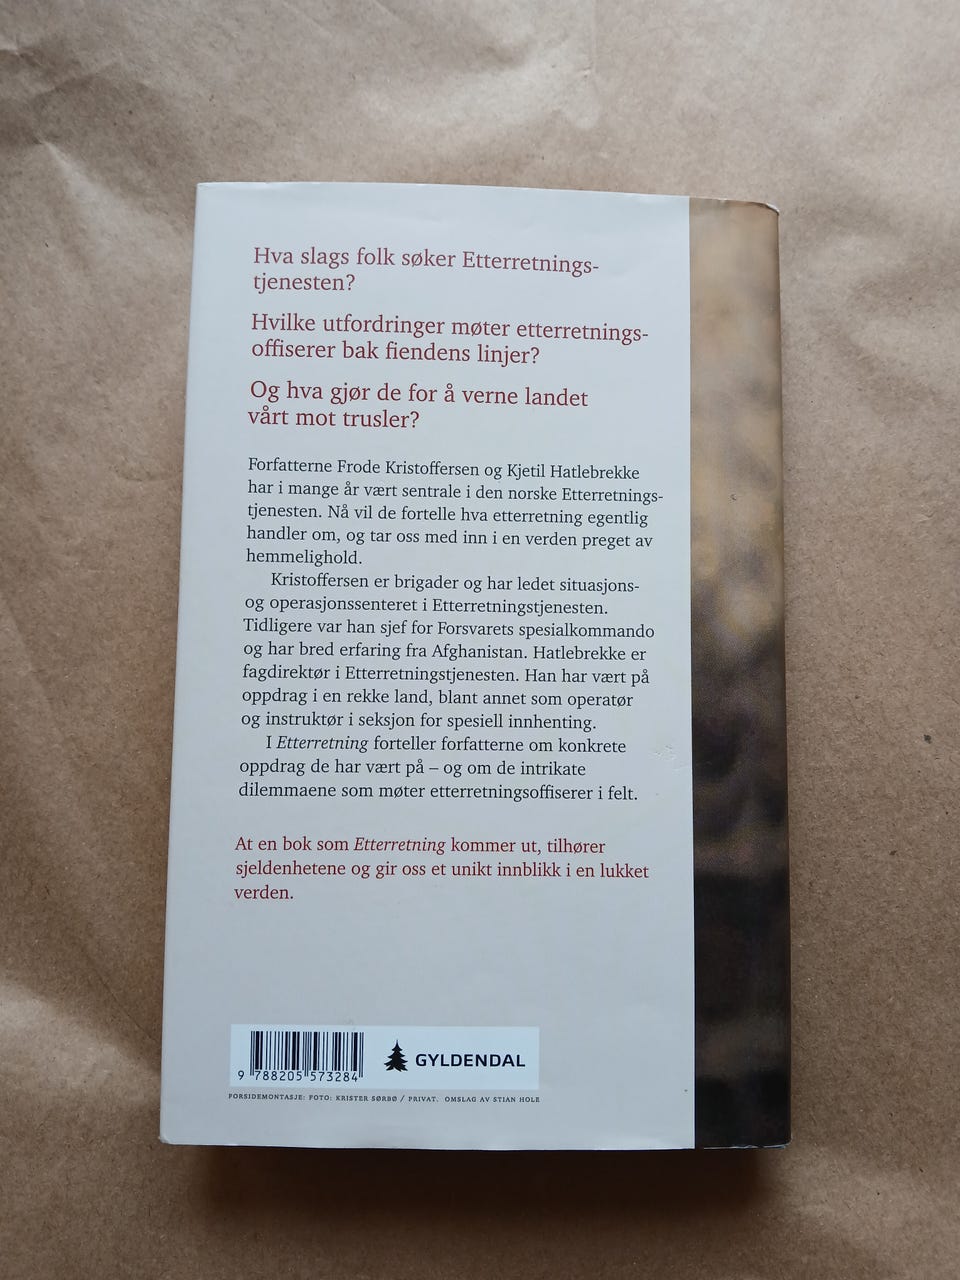 Hva slags folk søker Etterretnings-
tjenesten?
Hvilke utfordringer møter etterretnings-
offiserer bak fiendens linjer?
Og hva gjør de for å verne landet
vårt mot trusler?
Forfatterne Frode Kristoffersen og Kjetil Hatlebrekke
har i mange år vært sentrale i den norske Etterretnings-
tjenesten. Nå vil de fortelle hva etterretning egentlig
handler om, og tar oss med inn i en verden preget av
hemmelighold.
Kristoffersen er brigader og har ledet situasjons-
og operasjonssenteret i Etterretningstjenesten.
Tidligere var han sjef for Forsvarets spesialkommando
og har bred erfaring fra Afghanistan. Hatlebrekke er
fagdirektør i Etterretningstjenesten. Han har vært på
oppdrag i en rekke land, blant annet som operatør
og instruktør i seksjon for spesiell innhenting.
I Etterretning forteller forfatterne om konkrete
oppdrag de har vært på – og om de intrikate
dilemmaene som møter etterretningsoffiserer i felt.
At en bok som Etterretning kommer ut, tilhører
sjeldenhetene og gir oss et unikt innblikk i en lukket
verden.
9 788205 573284
GYLDENDAL
FORSIDEMONTASJE: FOTO: KRISTER SØRBØ / PRIVAT. OMSLAG AV STIAN HOLE